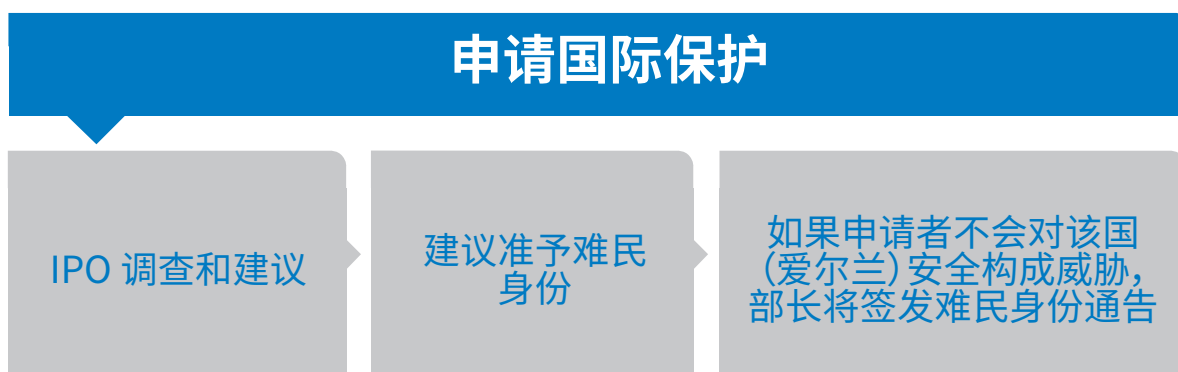 申请国际保护
IPO 调查和建议
建议准予难民
身份
如果申请者不会对该国
（爱尔兰）安全构成威胁，
部长将签发难民身份通告